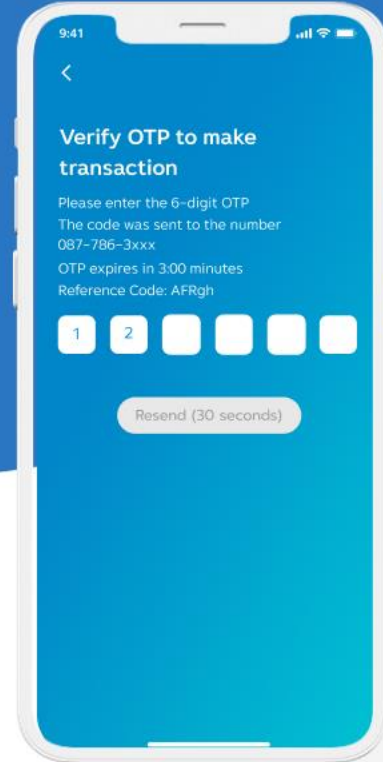 9:41
Verify OTP to make
transaction
Please enter the 6-digit OTP
The code was sent to the number
087-786-3xxx
OTP expires in 3:00 minutes
Reference Code: AFRgh
1 2
Resend (30 seconds)